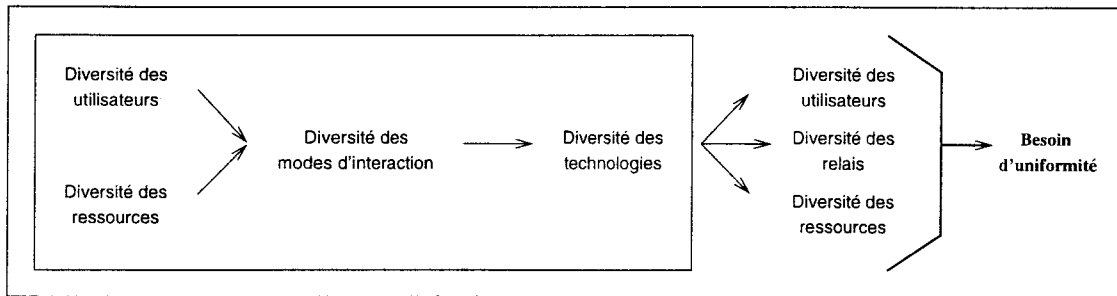 Diversité des
utilisateurs
Diversité des
ressources
Diversité des
modes d'interaction
Diversité des
technologies
Diversité des
utilisateurs
Diversité des
relais
Diversité des
ressources
Besoin
d'uniformité